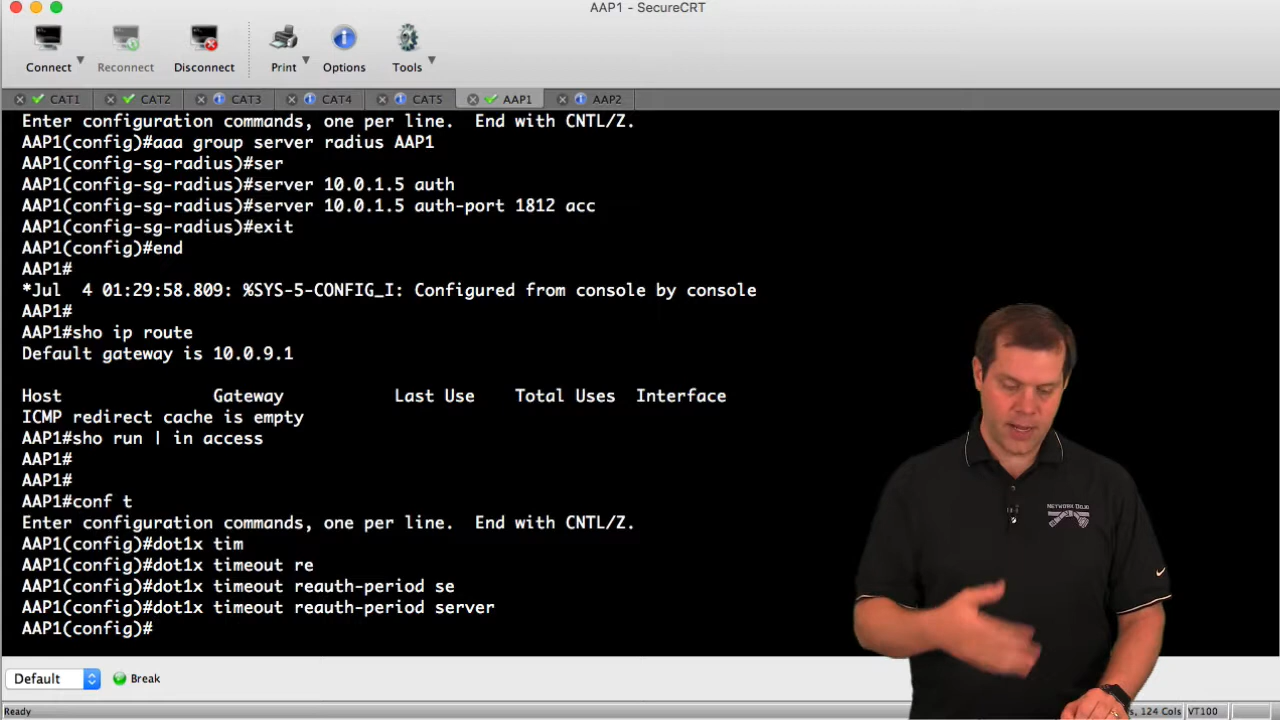 AAP1 - SecureCRT
Connect
Reconnect
Disconnect
Print
Options
Tools
CAT1
CAT2
CAT3
CAT4
CAT5
AAP1
AAP2
Enter configuration commands, one per line.  End with CNTL/Z.
AAP1(config)#aaa group server radius AAP1
AAP1(config-sg-radius)#ser
AAP1(config-sg-radius)#server 10.0.1.5 auth
AAP1(config-sg-radius)#server 10.0.1.5 auth-port 1812 acc
AAP1(config-sg-radius)#exit
AAP1(config)#end
AAP1#
*Jul  4 01:29:58.809: %SYS-5-CONFIG_I: Configured from console by console
AAP1#
AAP1#sho ip route
Default gateway is 10.0.9.1
Host               Gateway           Last Use    Total Uses  Interface
ICMP redirect cache is empty
AAP1#sho run | in access
AAP1#
AAP1#
AAP1#conf t
Enter configuration commands, one per line.  End with CNTL/Z.
AAP1(config)#dot1x tim
AAP1(config)#dot1x timeout re
AAP1(config)#dot1x timeout reauth-period se
AAP1(config)#dot1x timeout reauth-period server
AAP1(config)#
NETWORK DOJO
Default
Break
Ready
124 Cols
VT100